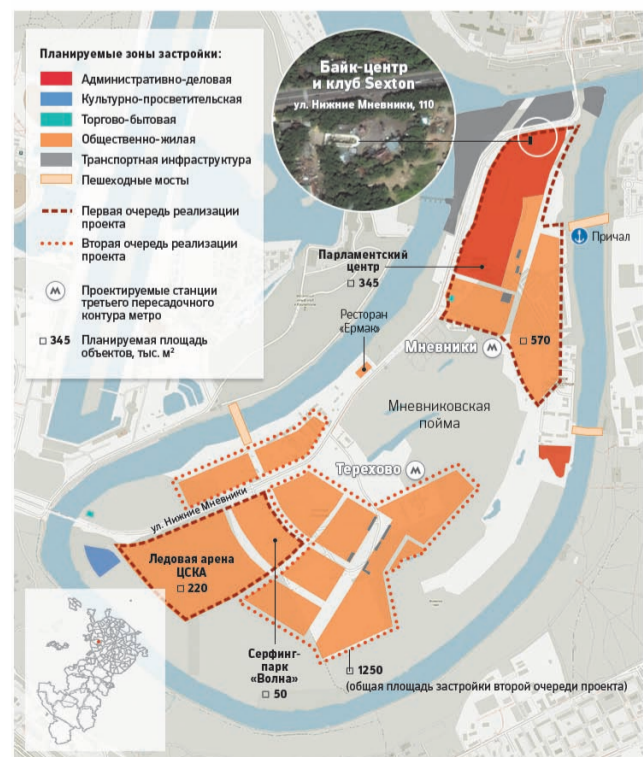 Планируемые зоны застройки:
Административно-деловая
Культурно-просветительская
Торгово-бытовая
Общественно-жилая
Транспортная инфраструктура
Пешеходные мосты
Первая очередь реализации
проекта
Вторая очередь реализации
проекта
М
Проектируемые станции
третьего пересадочного
контура метро
345
Планируемая площадь
объектов, тыс. м²
Байк-центр
и клуб Sexton
ул. Нижние Мневники, 110
Причал
Парламентский
центр
345
Ресторан
«Ермак»
Мневники М
570
Мневниковская
пойма
Терехово М
ул. Нижние Мневники
Ледовая арена
ЦСКА
220
Серфинг-
парк
«Волна»
50
1250
(общая площадь застройки второй очереди проекта)